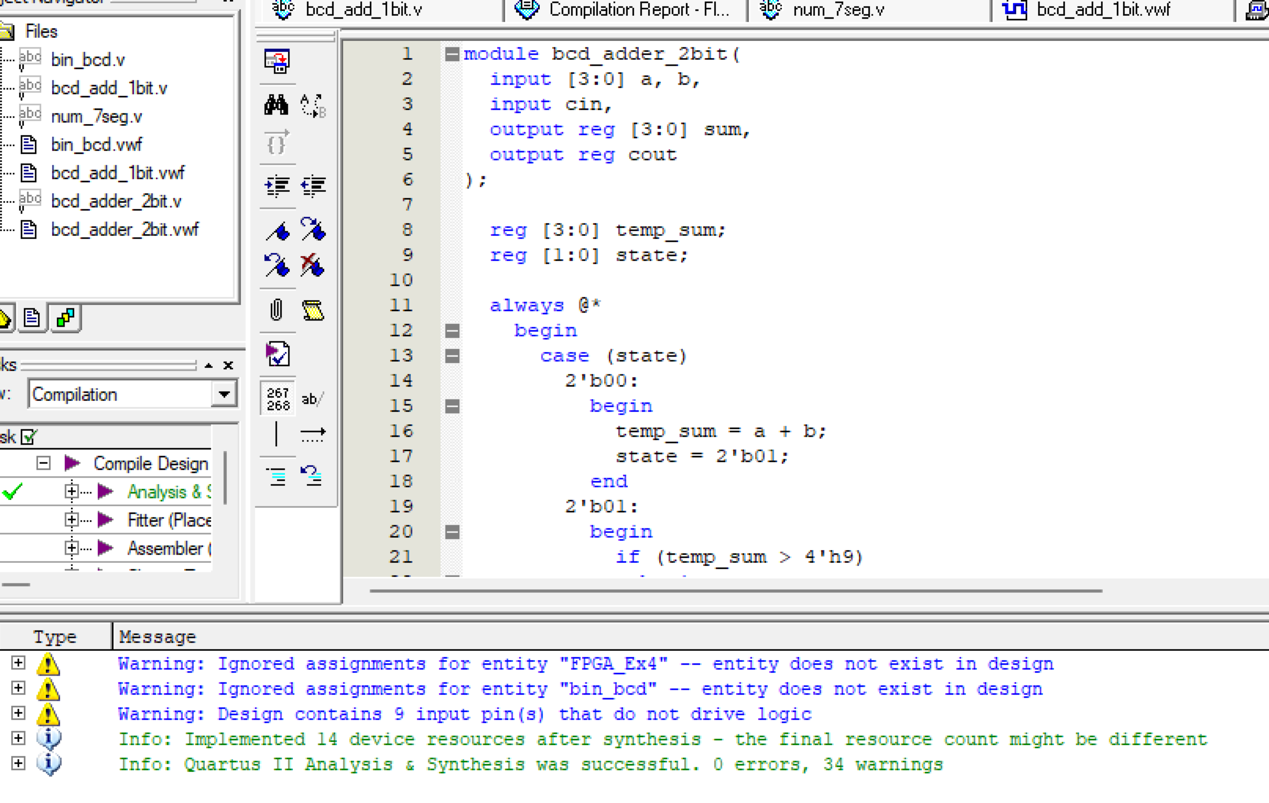 bcd_add_1bit.v
Compilation Report - Fl...
num_7seg.v
bcd_add_1bit.vwf
Files
bin_bcd.v
bcd_add_1bit.v
num_7seg.v
bin_bcd.vwf
bcd_add_1bit.vwf
bcd_adder_2bit.v
bcd_adder_2bit.vwf
Compilation
Compile Design
Analysis & S
Fitter (Place
Assembler (
267
268
ab/
1 module bcd_adder_2bit(
2 input [3:0] a, b,
3 input cin,
4 output reg [3:0] sum,
5 output reg cout
6 );
7
8 reg [3:0] temp_sum;
9 reg [1:0] state;
10
11 always @*
12 begin
13 case (state)
14 2'b00:
15 begin
16 temp_sum = a + b;
17 state = 2'b01;
18 end
19 2'b01:
20 begin
21 if (temp_sum > 4'h9)
Type Message
Warning: Ignored assignments for entity "FPGA_Ex4" -- entity does not exist in design
Warning: Ignored assignments for entity "bin_bcd" -- entity does not exist in design
Warning: Design contains 9 input pin(s) that do not drive logic
Info: Implemented 14 device resources after synthesis - the final resource count might be different
Info: Quartus II Analysis & Synthesis was successful. 0 errors, 34 warnings